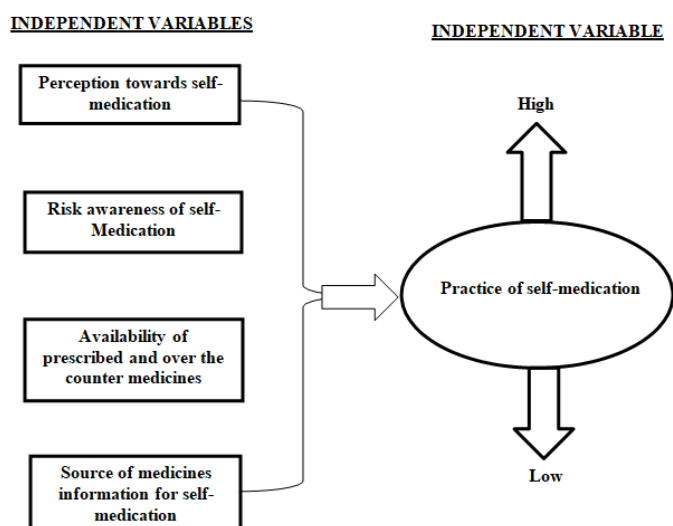 INDEPENDENT VARIABLES
Perception towards self-
medication
Risk awareness of self-
Medication
Availability of
prescribed and over the
counter medicines
Source of medicines
information for self-
medication
INDEPENDENT VARIABLE
High
Practice of self-medication
Low